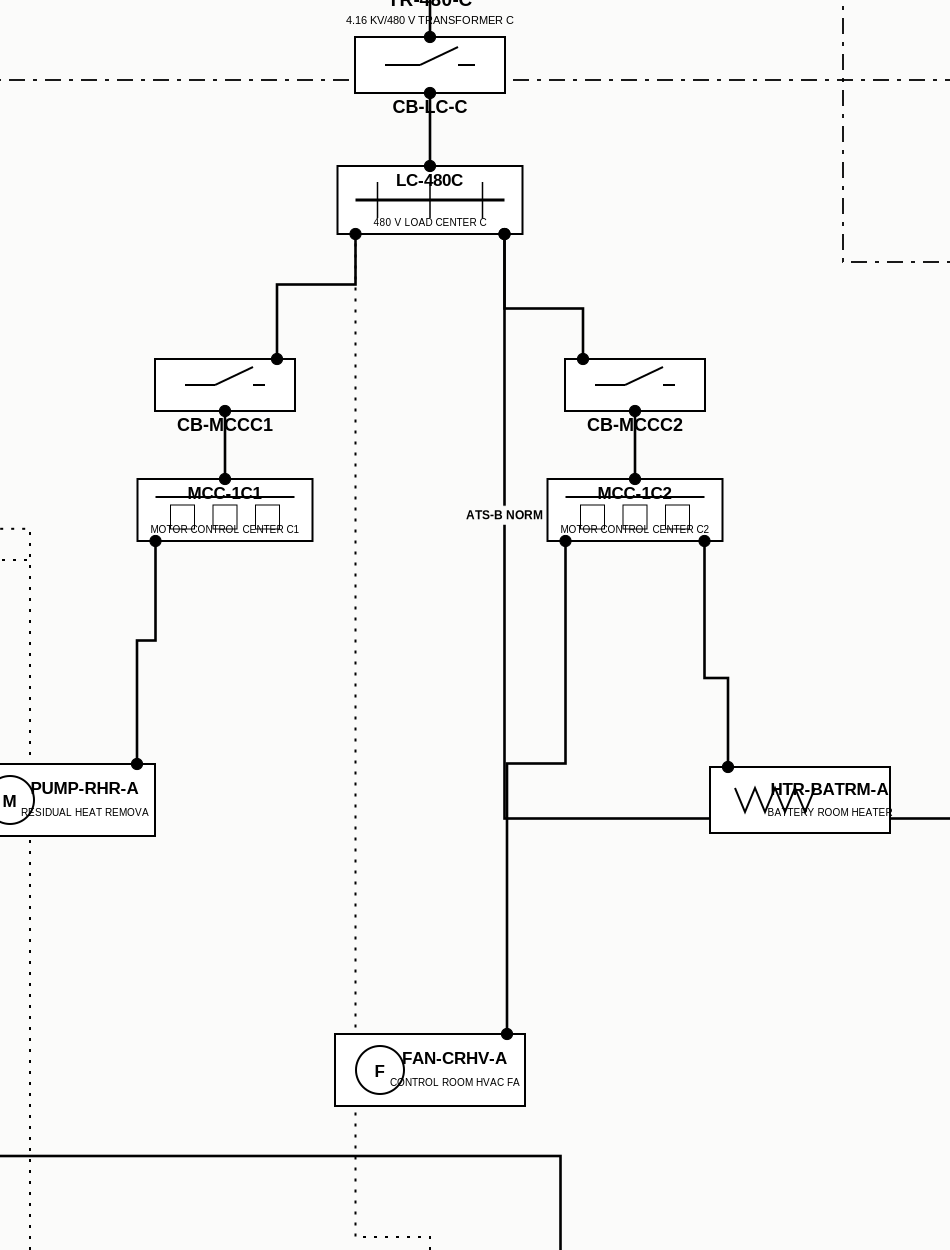 TR-480-C
4.16 KV/480 V TRANSFORMER C
CB-LC-C
LC-480C
480 V LOAD CENTER C
CB-MCCC1
CB-MCCC2
MCC-1C1
MOTOR CONTROL CENTER C1
MCC-1C2
MOTOR CONTROL CENTER C2
ATS-B NORM
M
PUMP-RHR-A
RESIDUAL HEAT REMOVA
HTR-BATRM-A
BATTERY ROOM HEATER
F
FAN-CRHV-A
CONTROL ROOM HVAC FA